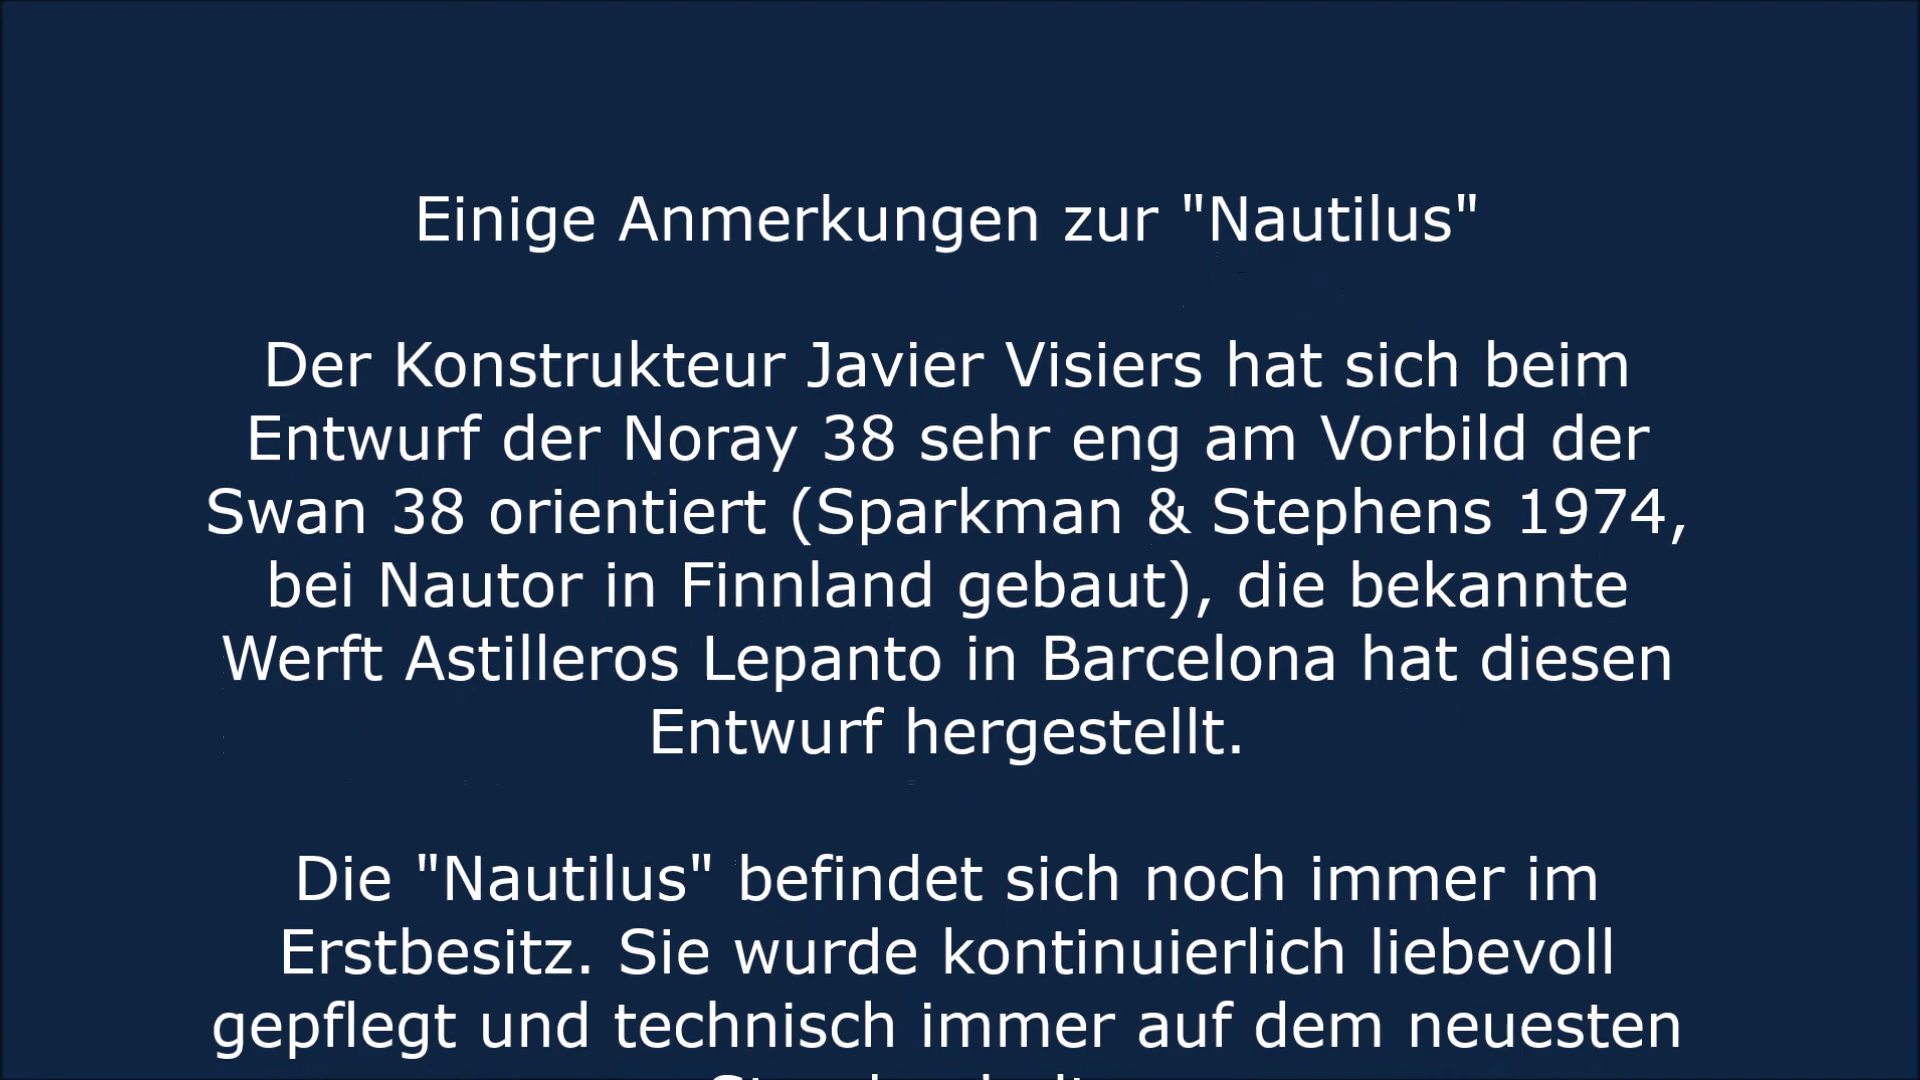 Einige Anmerkungen zur "Nautilus"
Der Konstrukteur Javier Visiers hat sich beim
Entwurf der Noray 38 sehr eng am Vorbild der
Swan 38 orientiert (Sparkman & Stephens 1974,
bei Nautor in Finnland gebaut), die bekannte
Werft Astilleros Lepanto in Barcelona hat diesen
Entwurf hergestellt.
Die "Nautilus" befindet sich noch immer im
Erstbesitz. Sie wurde kontinuierlich liebevoll
gepflegt und technisch immer auf dem neuesten